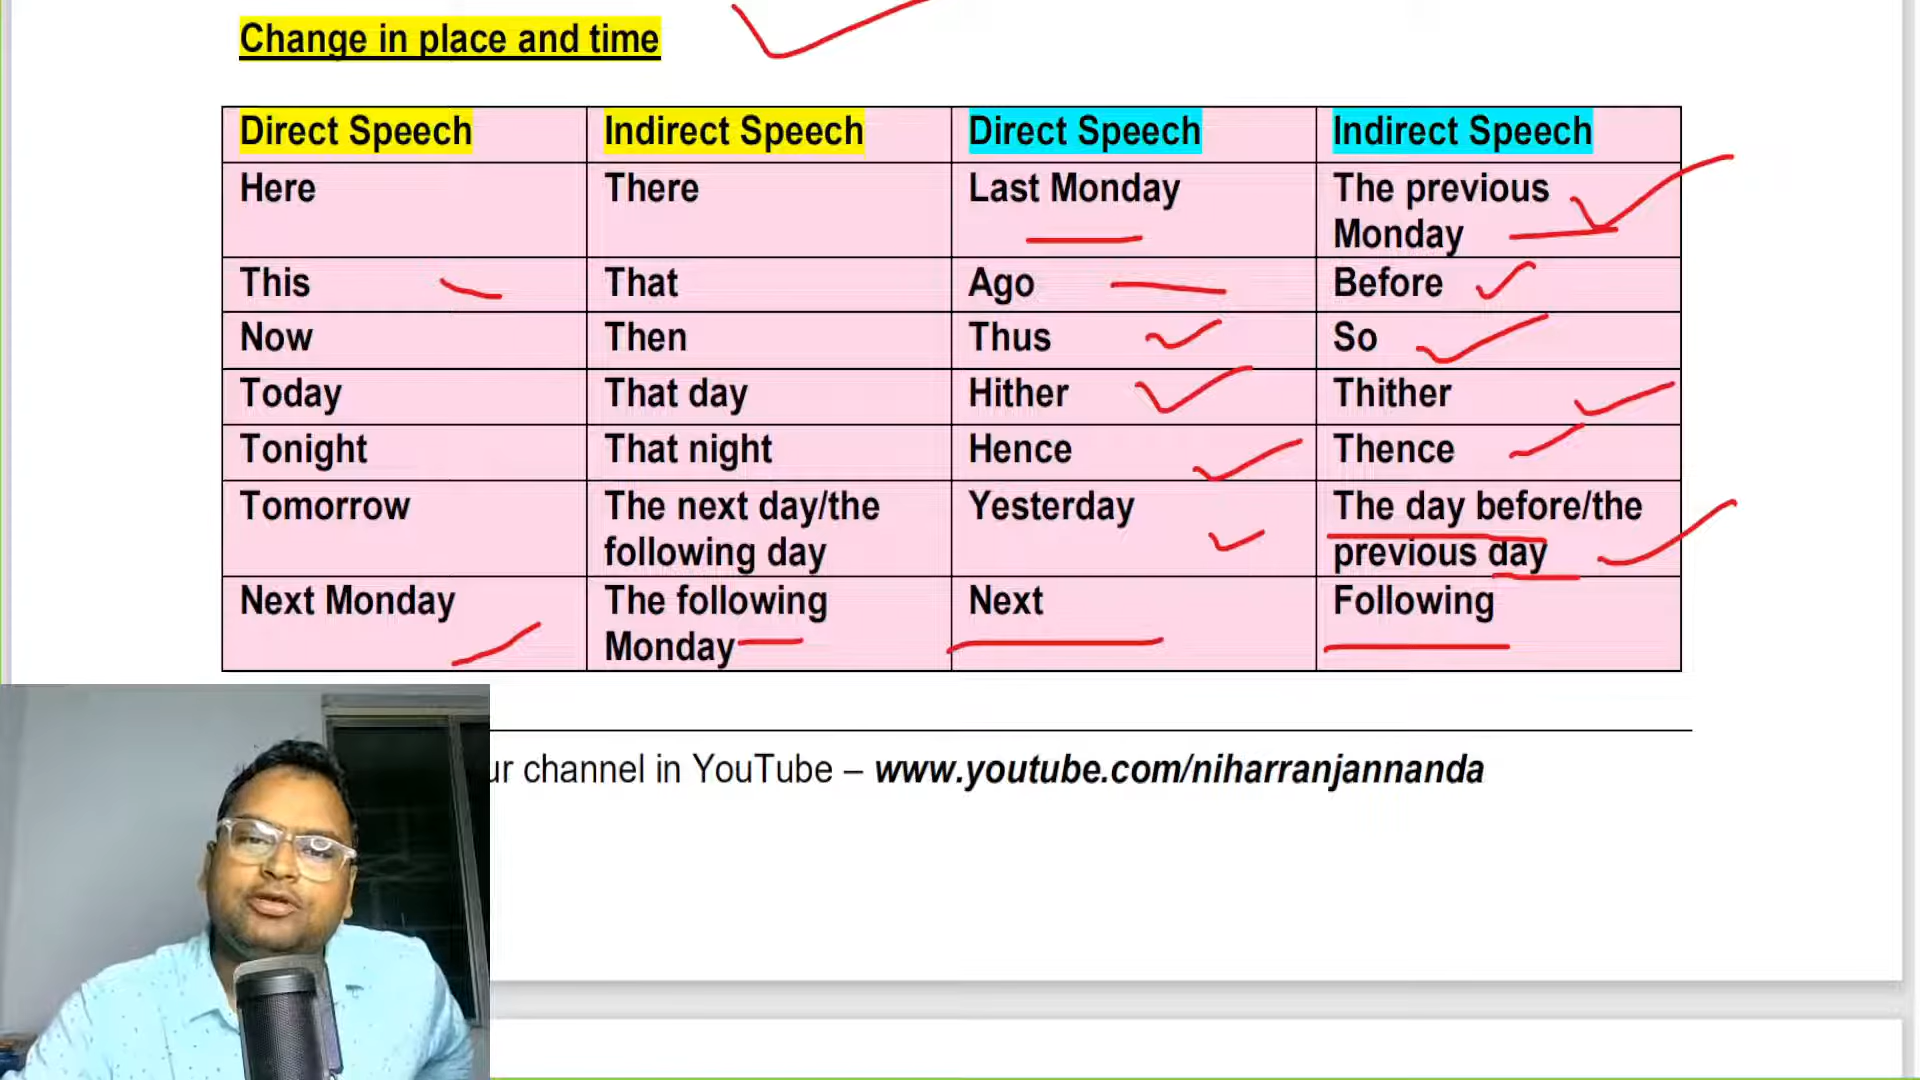 Change in place and time
Direct Speech Indirect Speech Direct Speech Indirect Speech
Here There Last Monday The previous
Monday
This That Ago Before
Now Then Thus So
Today That day Hither Thither
Tonight That night Hence Thence
Tomorrow The next day/the Yesterday The day before/the
following day previous day
Next Monday The following Next Following
Monday
channel in YouTube – www.youtube.com/niharranjannanda